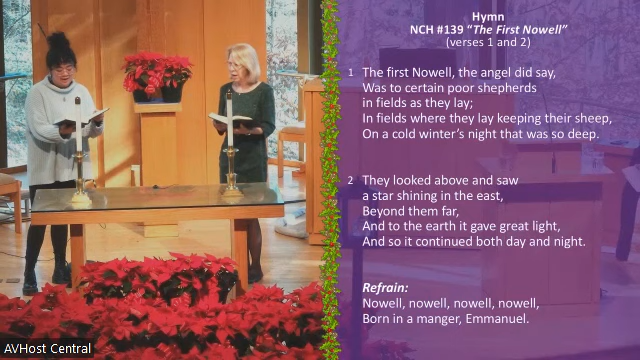 Hymn
NCH #139 “The First Nowell”
(verses 1 and 2)
1 The first Nowell, the angel did say,
Was to certain poor shepherds
in fields as they lay;
In fields where they lay keeping their sheep,
On a cold winter’s night that was so deep.
2 They looked above and saw
a star shining in the east,
Beyond them far,
And to the earth it gave great light,
And so it continued both day and night.
Refrain:
Nowell, nowell, nowell, nowell,
Born in a manger, Emmanuel.
AVHost Central